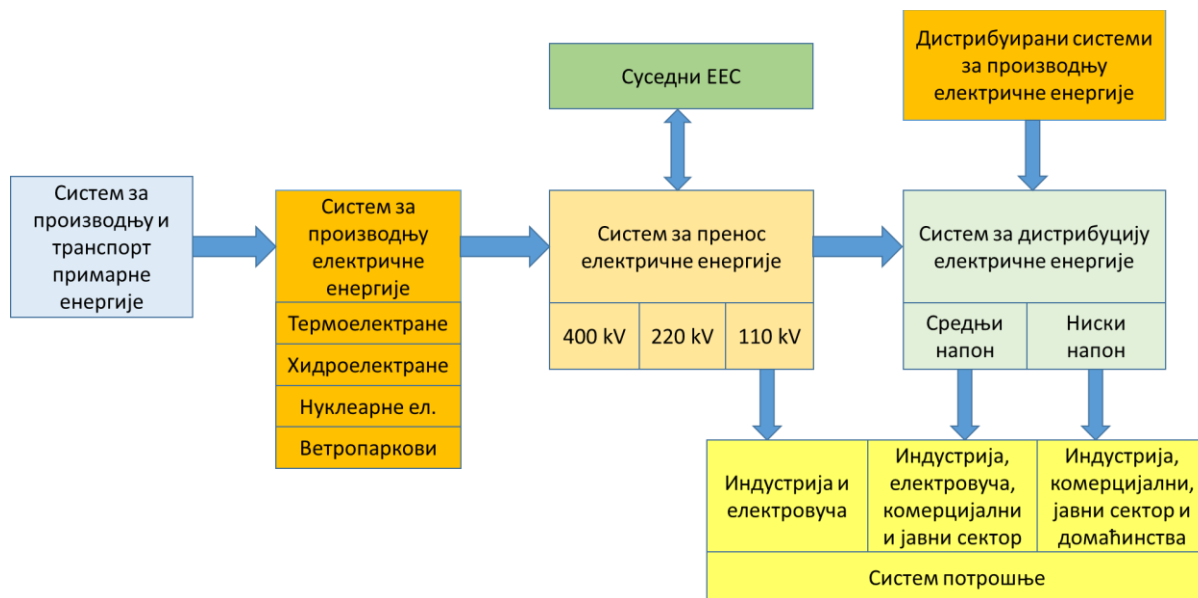 Суседни ЕЕС
Дистрибуирани системи
за производњу
електричне енергије
Систем за
производњу и
транспорт
примарне
енергије
Систем за
производњу
електричне
енергије
Термоелектране
Хидроелектране
Нуклеарне ел.
Ветропаркови
Систем за пренос
електричне енергије
400 kV
220 kV
110 kV
Систем за дистрибуцију
електричне енергије
Средњи
напон
Ниски
напон
Индустрија и
електровуча
Индустрија,
електровуча,
комерцијални
и јавни сектор
Индустрија,
комерцијални,
јавни сектор и
домаћинства
Систем потрошње